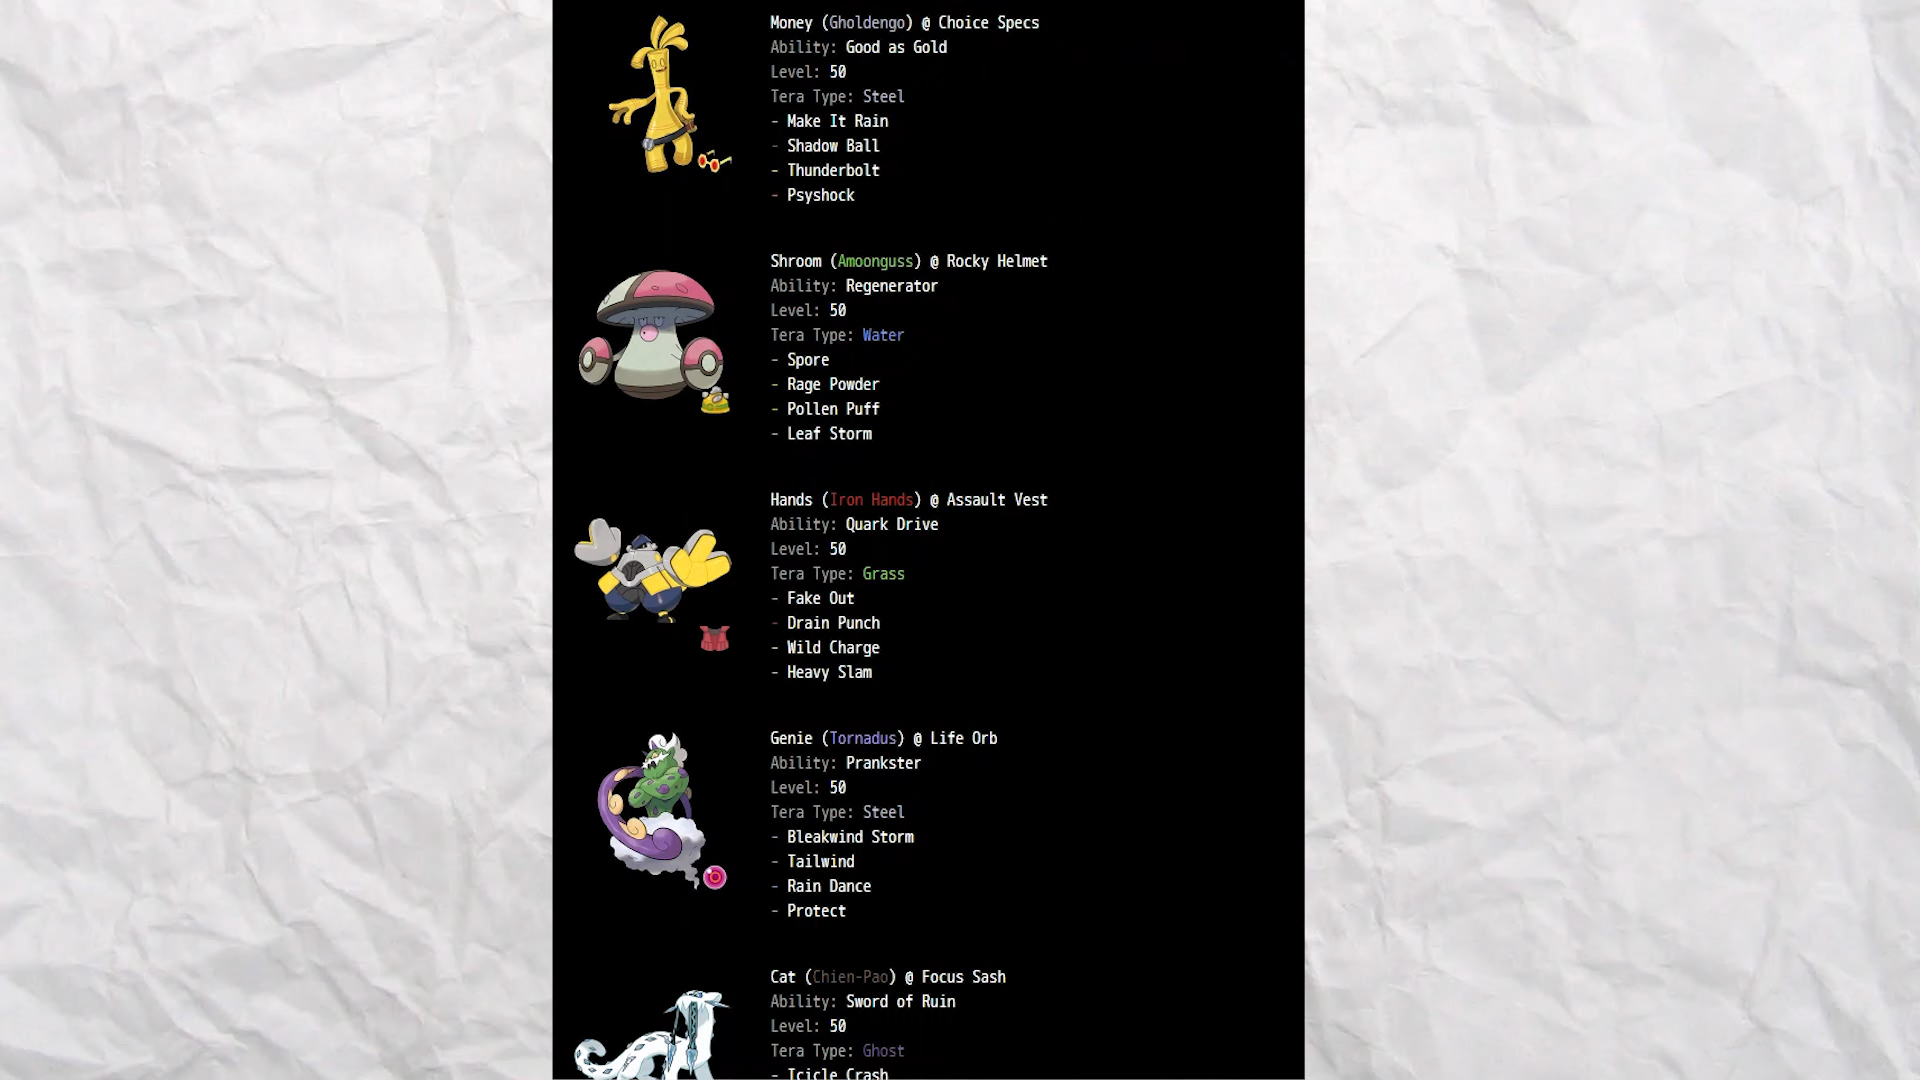 Money (Gholdengo) @ Choice Specs
Ability: Good as Gold
Level: 50
Tera Type: Steel
- Make It Rain
- Shadow Ball
- Thunderbolt
- Psyshock
Shroom (Amoonguss) @ Rocky Helmet
Ability: Regenerator
Level: 50
Tera Type: Water
- Spore
- Rage Powder
- Pollen Puff
- Leaf Storm
Hands (Iron Hands) @ Assault Vest
Ability: Quark Drive
Level: 50
Tera Type: Grass
- Fake Out
- Drain Punch
- Wild Charge
- Heavy Slam
Genie (Tornadus) @ Life Orb
Ability: Prankster
Level: 50
Tera Type: Steel
- Bleakwind Storm
- Tailwind
- Rain Dance
- Protect
Cat (Chien-Pao) @ Focus Sash
Ability: Sword of Ruin
Level: 50
Tera Type: Ghost
- Icicle Crash